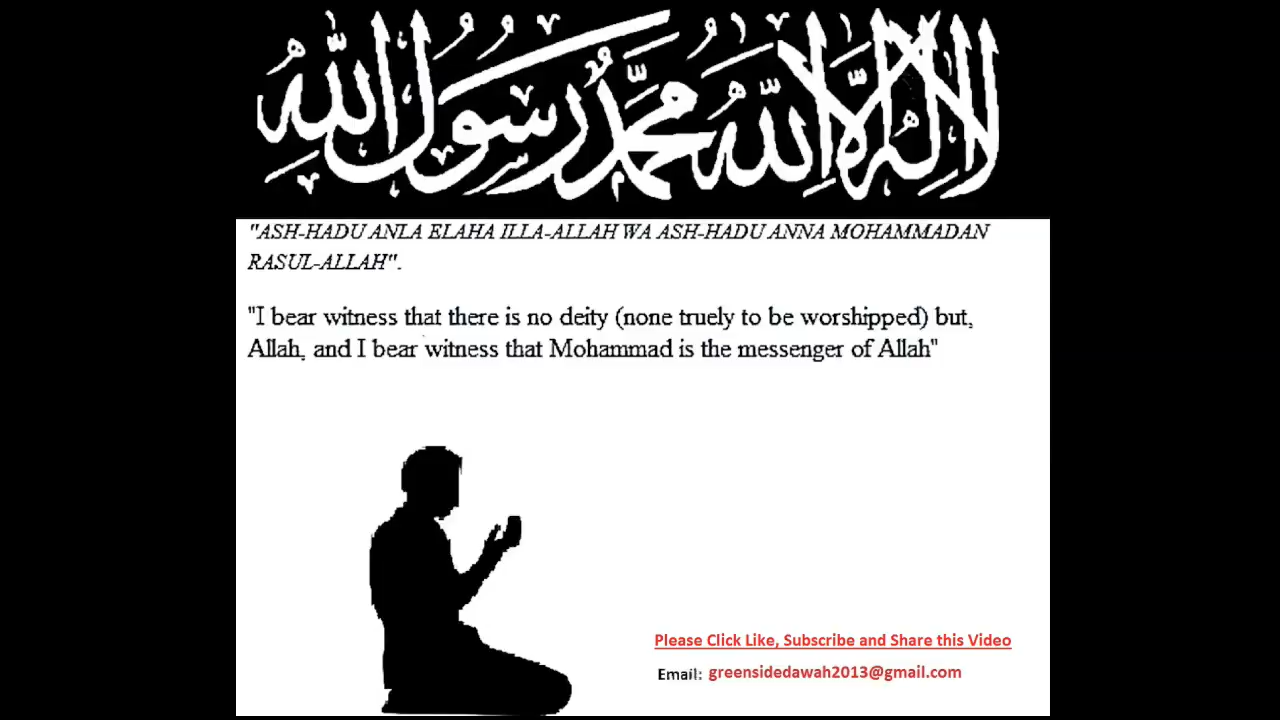 لا إله إلا الله محمد رسول الله
"ASH-HADU ANLA ELAHA ILLA-ALLAH WA ASH-HADU ANNA MOHAMMADAN
RASUL-ALLAH".
"I bear witness that there is no deity (none truely to be worshipped) but,
Allah, and I bear witness that Mohammad is the messenger of Allah"
Please Click Like, Subscribe and Share this Video
Email: greensidedawah2013@gmail.com